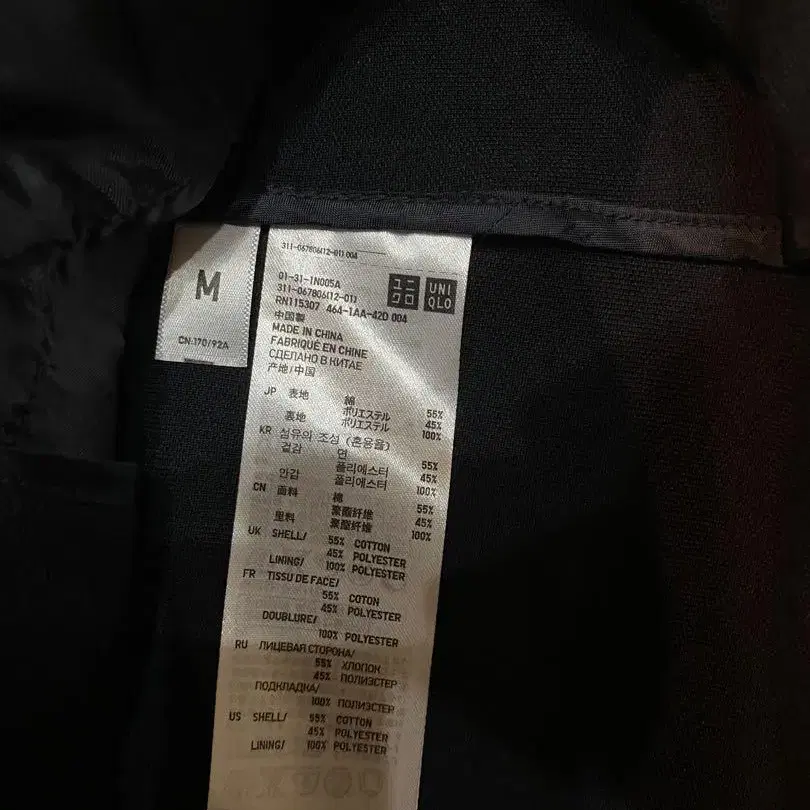 M
CN.170/92A
311-067806(12-01) 004
01-31-1N005A
311-067806(12-01)
RN115307 464-1AA-42D 004
ユニ
クロ
UNI
QLO
中国製
MADE IN CHINA
FABRIQUÉ EN CHINE
СДЕЛАНО В КИТАЕ
产地/中国
JP 表地 綿 55%
ポリエステル 45%
裏地 ポリエステル 100%
KR 섬유의 조성 (혼용율)
겉감 면 55%
폴리에스터 45%
안감 폴리에스터 100%
CN 面料 棉 55%
聚酯纤维 45%
里料 聚酯纤维 100%
UK SHELL/ 55% COTTON
45% POLYESTER
LINING/ 100% POLYESTER
FR TISSU DE FACE/
55% COTON
45% POLYESTER
DOUBLURE/
100% POLYESTER
RU ЛИЦЕВАЯ СТОРОНА/
55% ХЛОПОК
45% ПОЛИЭСТЕР
ПОДКЛАДКА/
100% ПОЛИЭСТЕР
US SHELL/ 55% COTTON
45% POLYESTER
LINING/ 100% POLYESTER